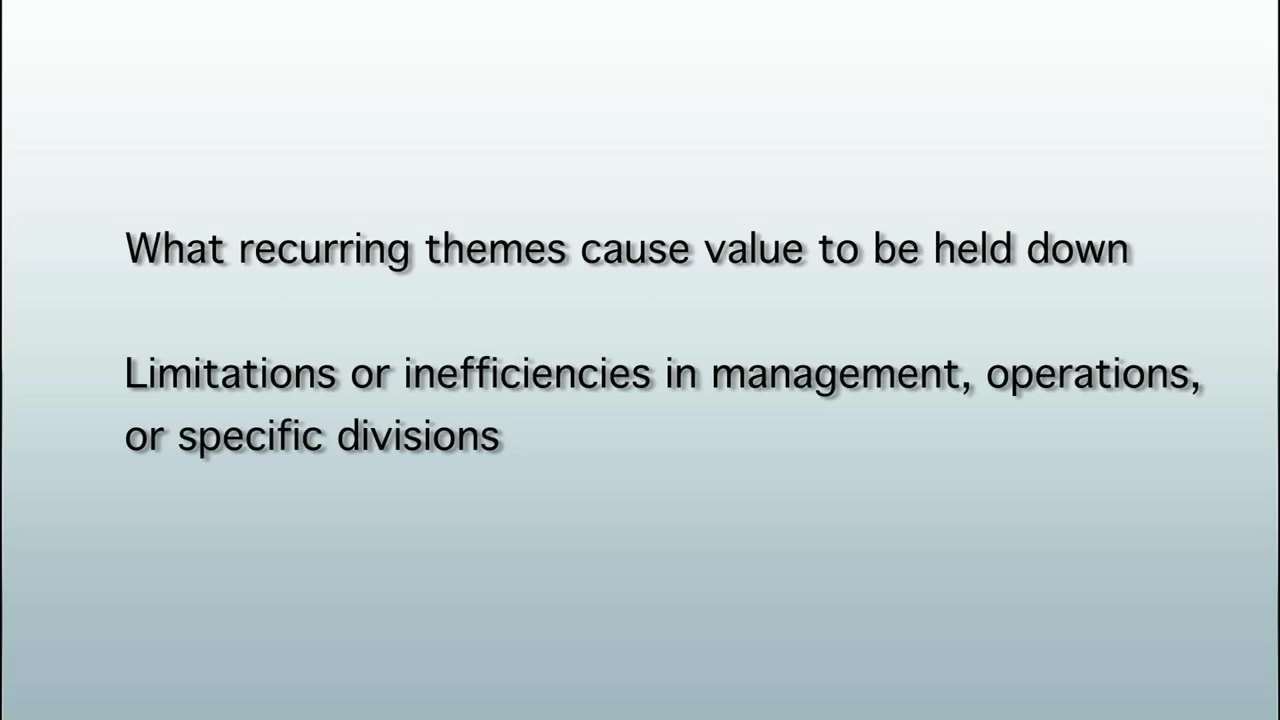 What recurring themes cause value to be held down
Limitations or inefficiencies in management, operations,
or specific divisions